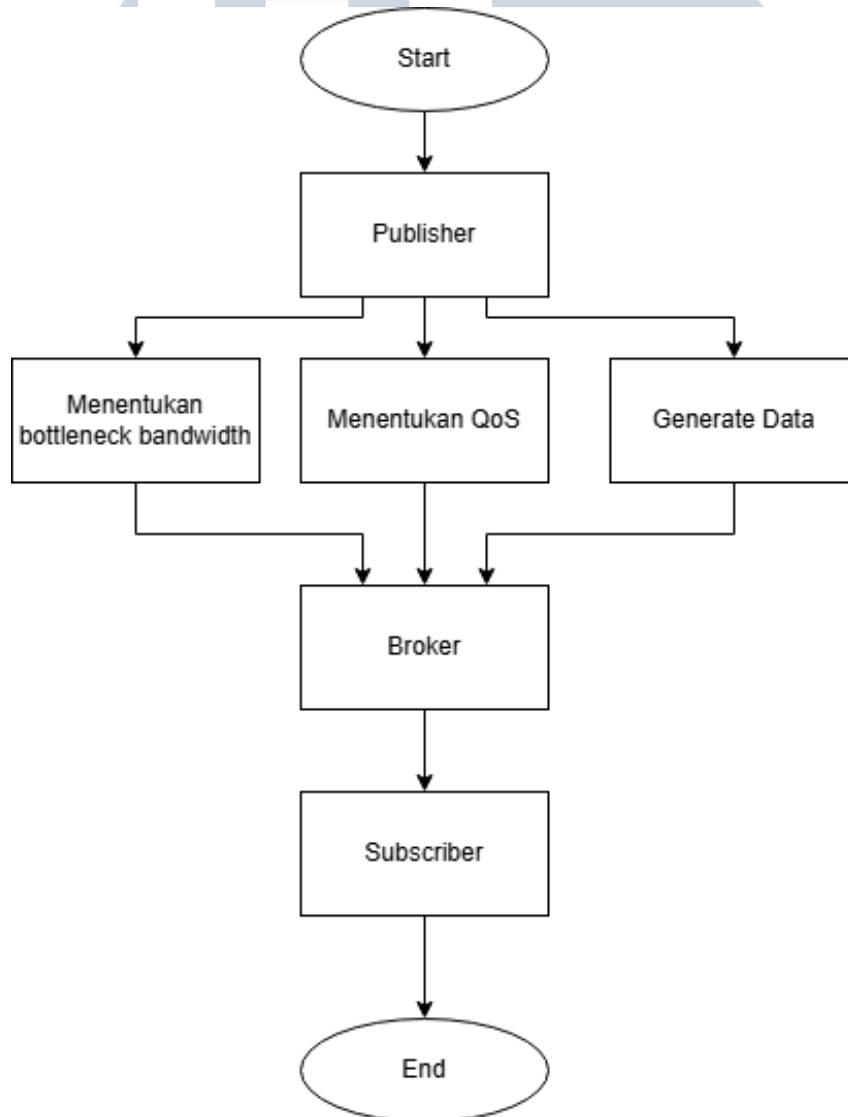 Start
Publisher
Menentukan
bottleneck bandwidth
Menentukan QoS
Generate Data
Broker
Subscriber
End